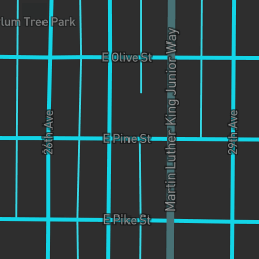 lum Tree Park
E Olive St
Martin Luther King Junior Way
26th Ave
E Pine St
29th Ave
E Pike St